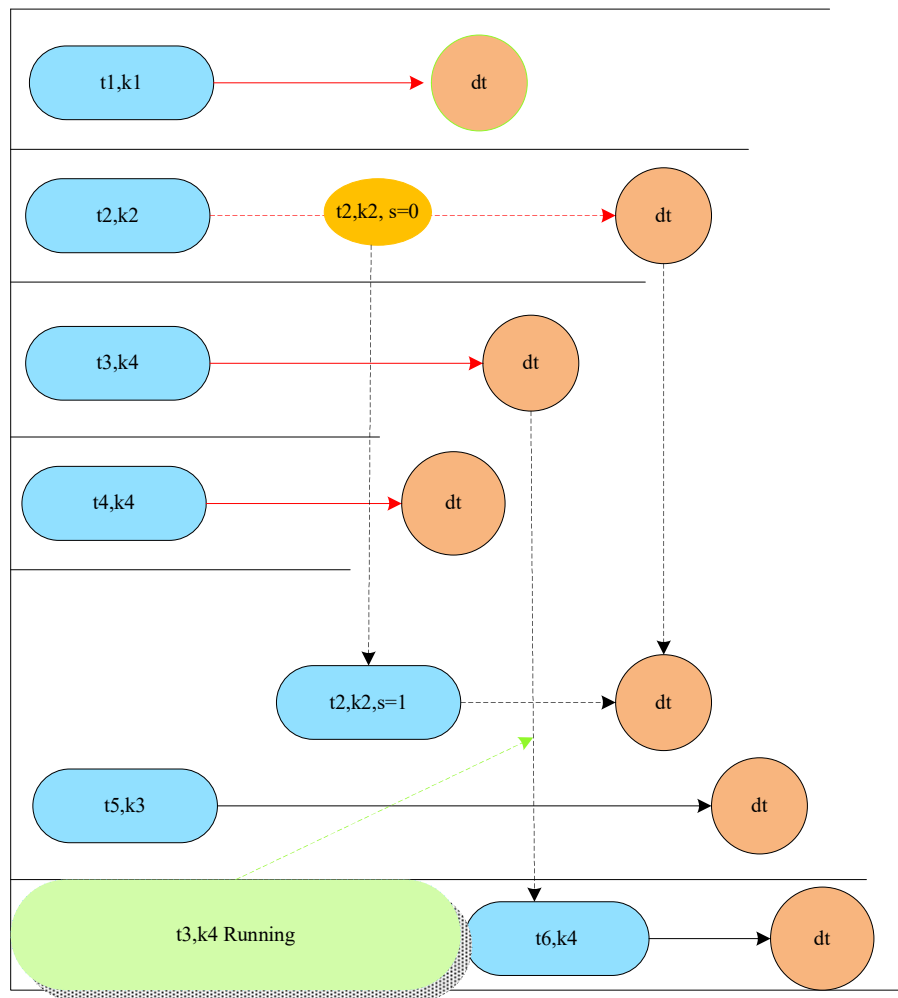 t1,k1
dt
t2,k2
t2,k2, s=0
dt
t3,k4
dt
t4,k4
dt
t2,k2,s=1
dt
t5,k3
dt
t3,k4 Running
t6,k4
dt